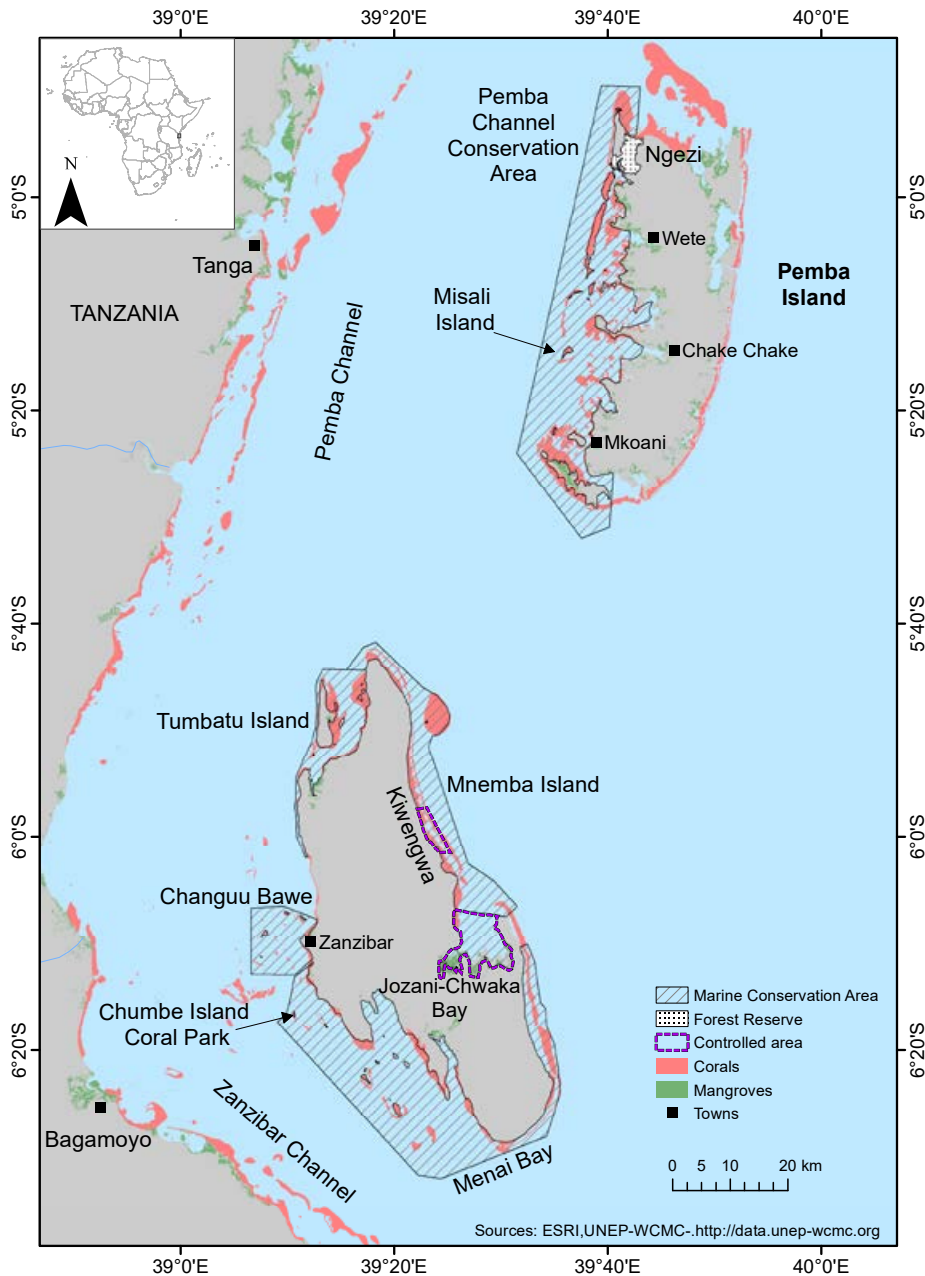 39°0'E
39°20'E
39°40'E
40°0'E
N
Pemba
Channel
Conservation
Area
Ngezi
5°0'S
5°0'S
Wete
Tanga
Pemba
Island
Misali
Island
TANZANIA
Pemba Channel
Chake Chake
5°20'S
5°20'S
Mkoani
5°40'S
5°40'S
Tumbatu Island
Mnemba Island
Kiwengwa
6°0'S
6°0'S
Changuu Bawe
Zanzibar
Jozani-Chwaka
Bay
Chumbe Island
Coral Park
6°20'S
6°20'S
Marine Conservation Area
Forest Reserve
Controlled area
Corals
Mangroves
Towns
Zanzibar Channel
Bagamoyo
Menai Bay
0 5 10 20 km
Sources: ESRI,UNEP-WCMC-.http://data.unep-wcmc.org
39°0'E
39°20'E
39°40'E
40°0'E